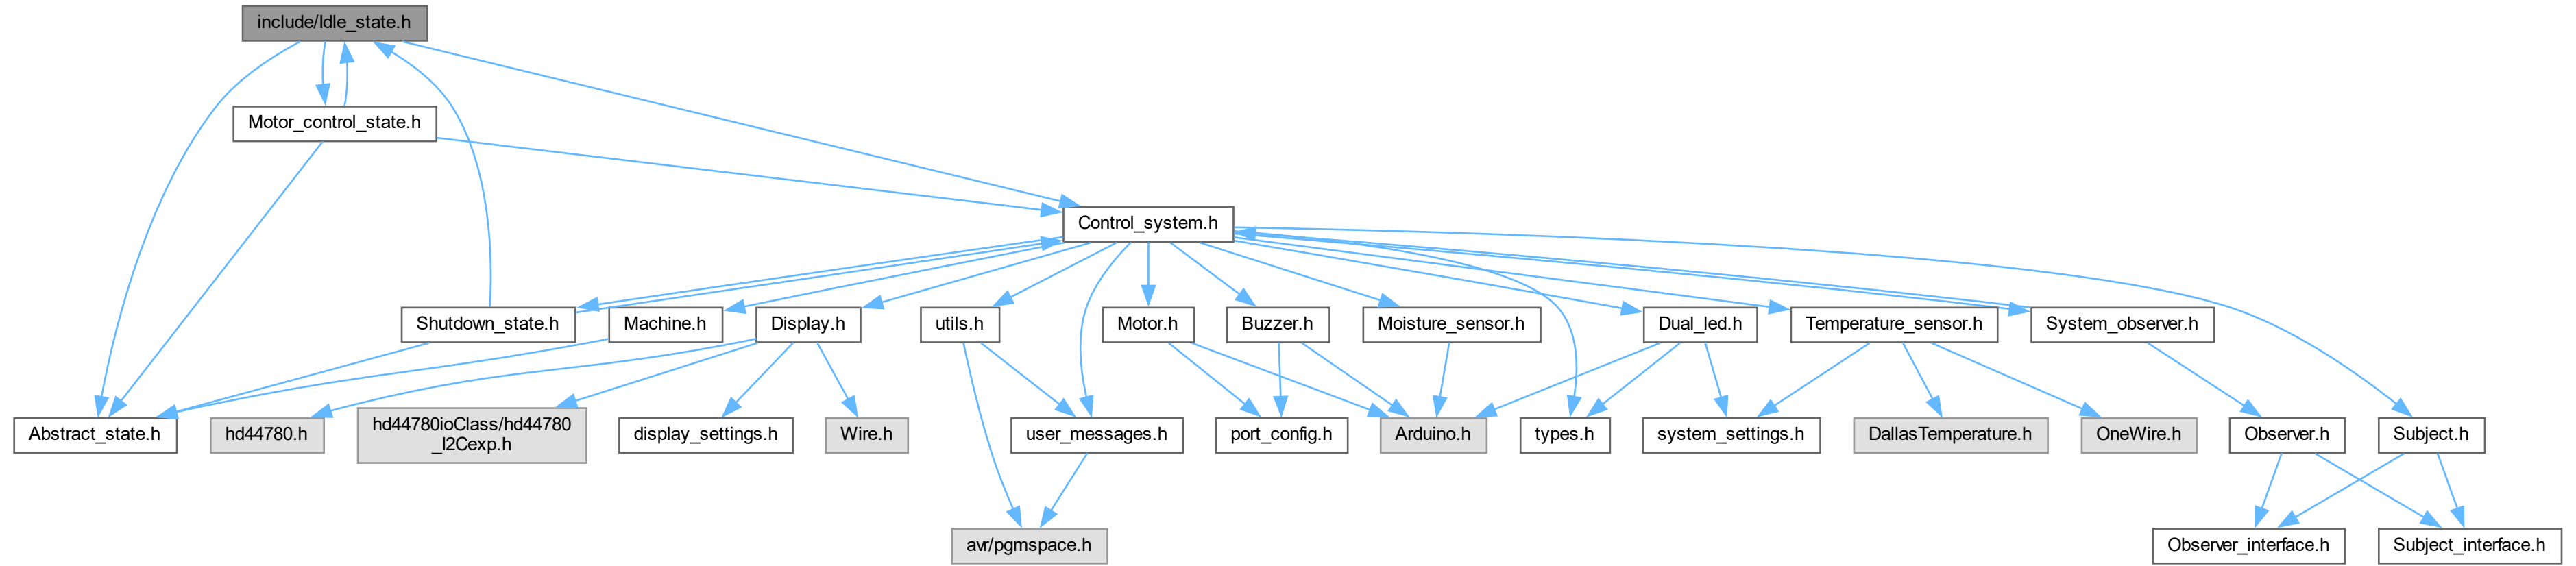 include/Idle_state.h
Motor_control_state.h
Control_system.h
Shutdown_state.h
Machine.h
Display.h
utils.h
Motor.h
Buzzer.h
Moisture_sensor.h
Dual_led.h
Temperature_sensor.h
System_observer.h
Abstract_state.h
hd44780.h
hd44780ioClass/hd44780
_I2Cexp.h
display_settings.h
Wire.h
user_messages.h
port_config.h
Arduino.h
types.h
system_settings.h
DallasTemperature.h
OneWire.h
Observer.h
Subject.h
avr/pgmspace.h
Observer_interface.h
Subject_interface.h